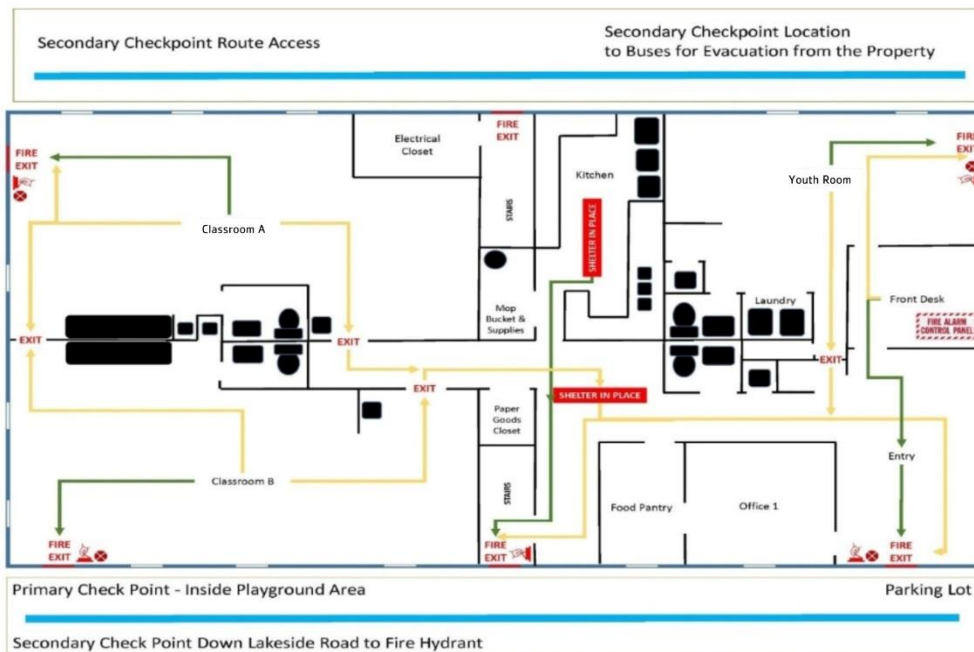 Secondary Checkpoint Route Access
Secondary Checkpoint Location
to Buses for Evacuation from the Property
FIRE
EXIT
Electrical
Closet
FIRE
EXIT
STAIRS
Kitchen
SHELTER IN PLACE
Youth Room
FIRE
EXIT
Classroom A
Mop
Bucket &
Supplies
Laundry
Front Desk
FIRE ALARM
CONTROL PANEL
EXIT
EXIT
EXIT
EXIT
SHELTER IN PLACE
Paper
Goods
Closet
STAIRS
Classroom B
Food Pantry
Office 1
Entry
FIRE
EXIT
FIRE
EXIT
FIRE
EXIT
Primary Check Point - Inside Playground Area
Parking Lot
Secondary Check Point Down Lakeside Road to Fire Hydrant